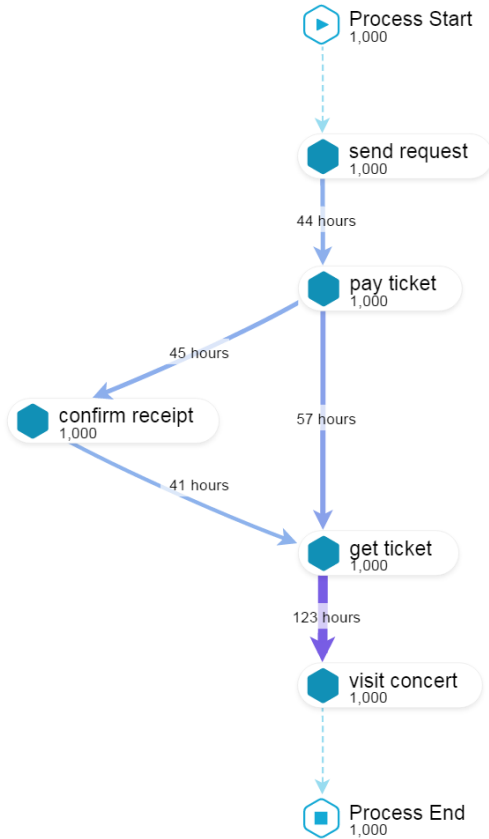 Process Start
1,000
send request
1,000
44 hours
pay ticket
1,000
45 hours
confirm receipt
1,000
57 hours
41 hours
get ticket
1,000
123 hours
visit concert
1,000
Process End
1,000